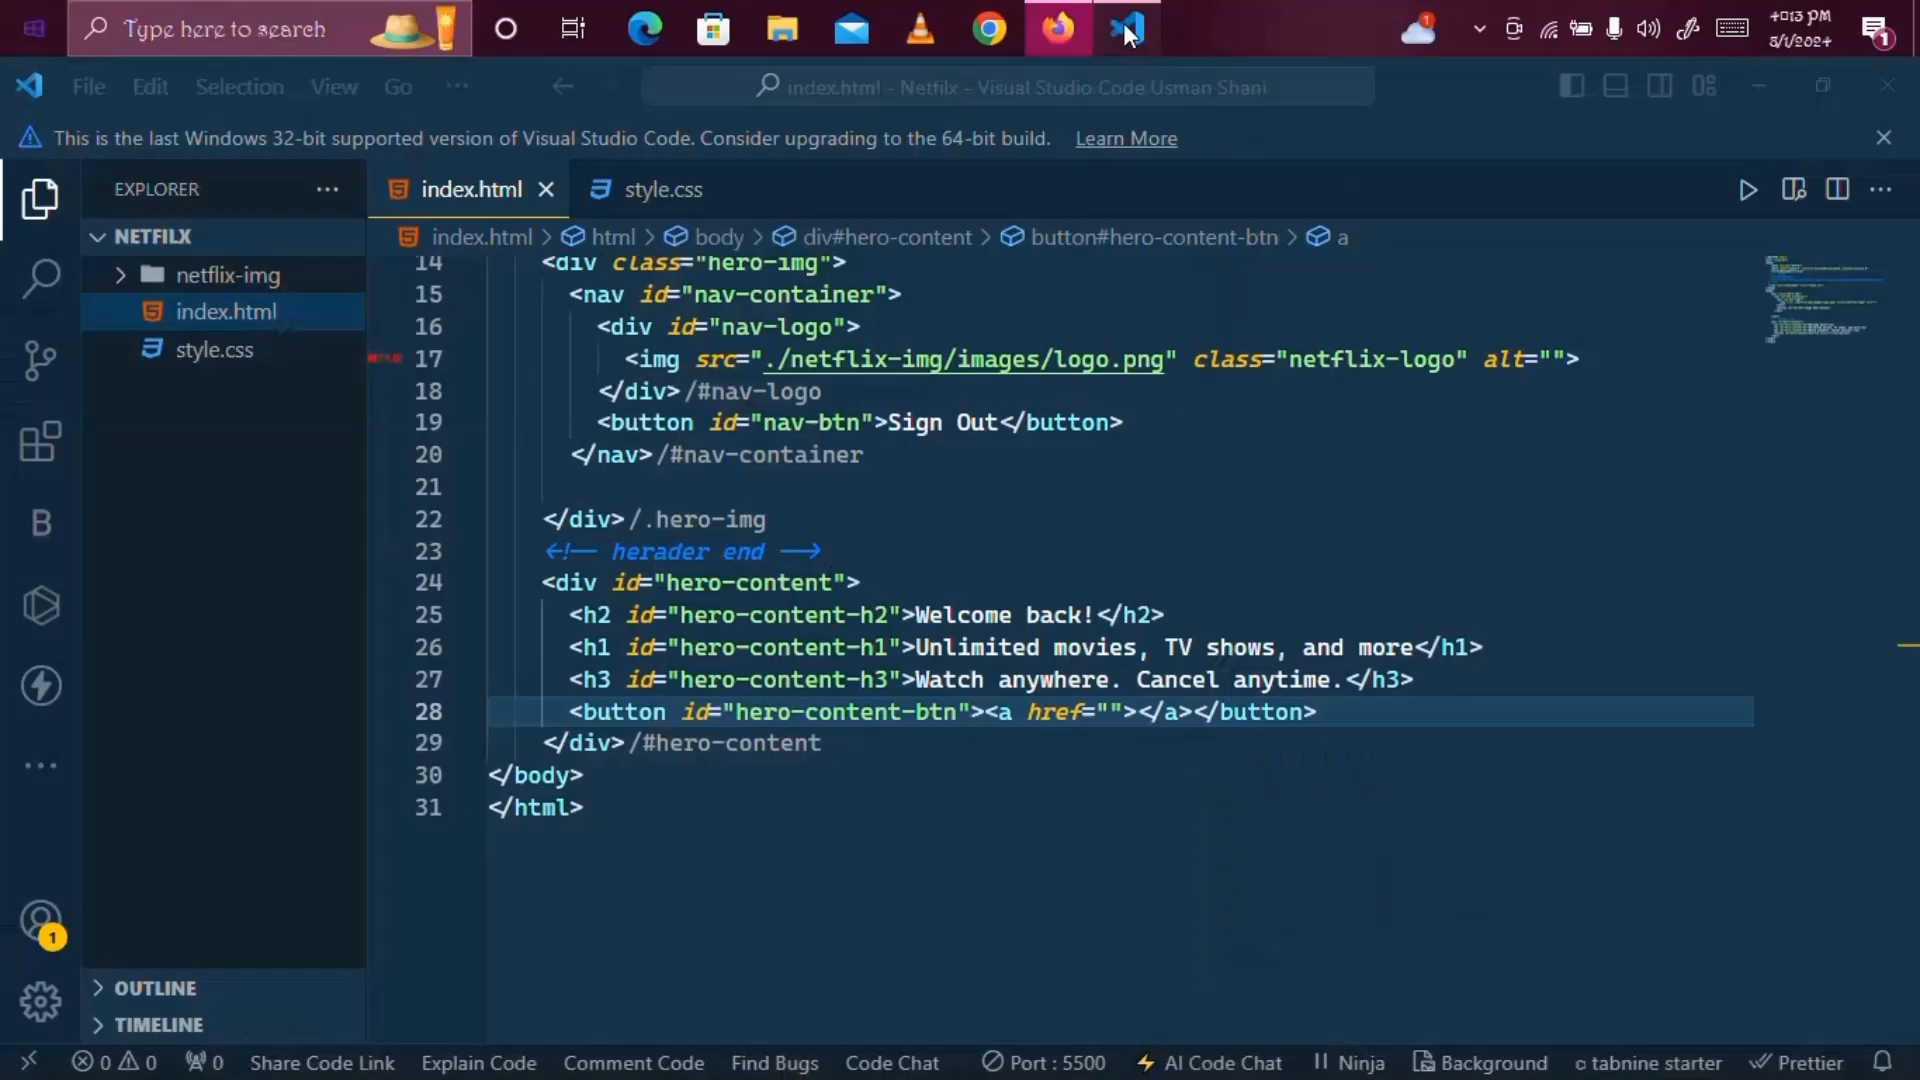 Type here to search
1
4:13 PM
8/1/2024
1
File Edit Selection View Go ...
index.html - Netfilx - Visual Studio Code Usman Shani
This is the last Windows 32-bit supported version of Visual Studio Code. Consider upgrading to the 64-bit build. Learn More
EXPLORER
index.html
style.css
NETFILX
index.html > html > body > div#hero-content > button#hero-content-btn > a
netflix-img
index.html
style.css
14 <div class="hero-img">
15 <nav id="nav-container">
16 <div id="nav-logo">
17 <img src="./netflix-img/images/logo.png" class="netflix-logo" alt="">
18 </div>/#nav-logo
19 <button id="nav-btn">Sign Out</button>
20 </nav>/#nav-container
21
22 </div>/.hero-img
23 <!-- herader end -->
24 <div id="hero-content">
25 <h2 id="hero-content-h2">Welcome back!</h2>
26 <h1 id="hero-content-h1">Unlimited movies, TV shows, and more</h1>
27 <h3 id="hero-content-h3">Watch anywhere. Cancel anytime.</h3>
28 <button id="hero-content-btn"><a href=""></a></button>
29 </div>/#hero-content
30 </body>
31 </html>
B
1
OUTLINE
TIMELINE
0 0 0 Share Code Link Explain Code Comment Code Find Bugs Code Chat Port : 5500 AI Code Chat Ninja Background tabnine starter Prettier